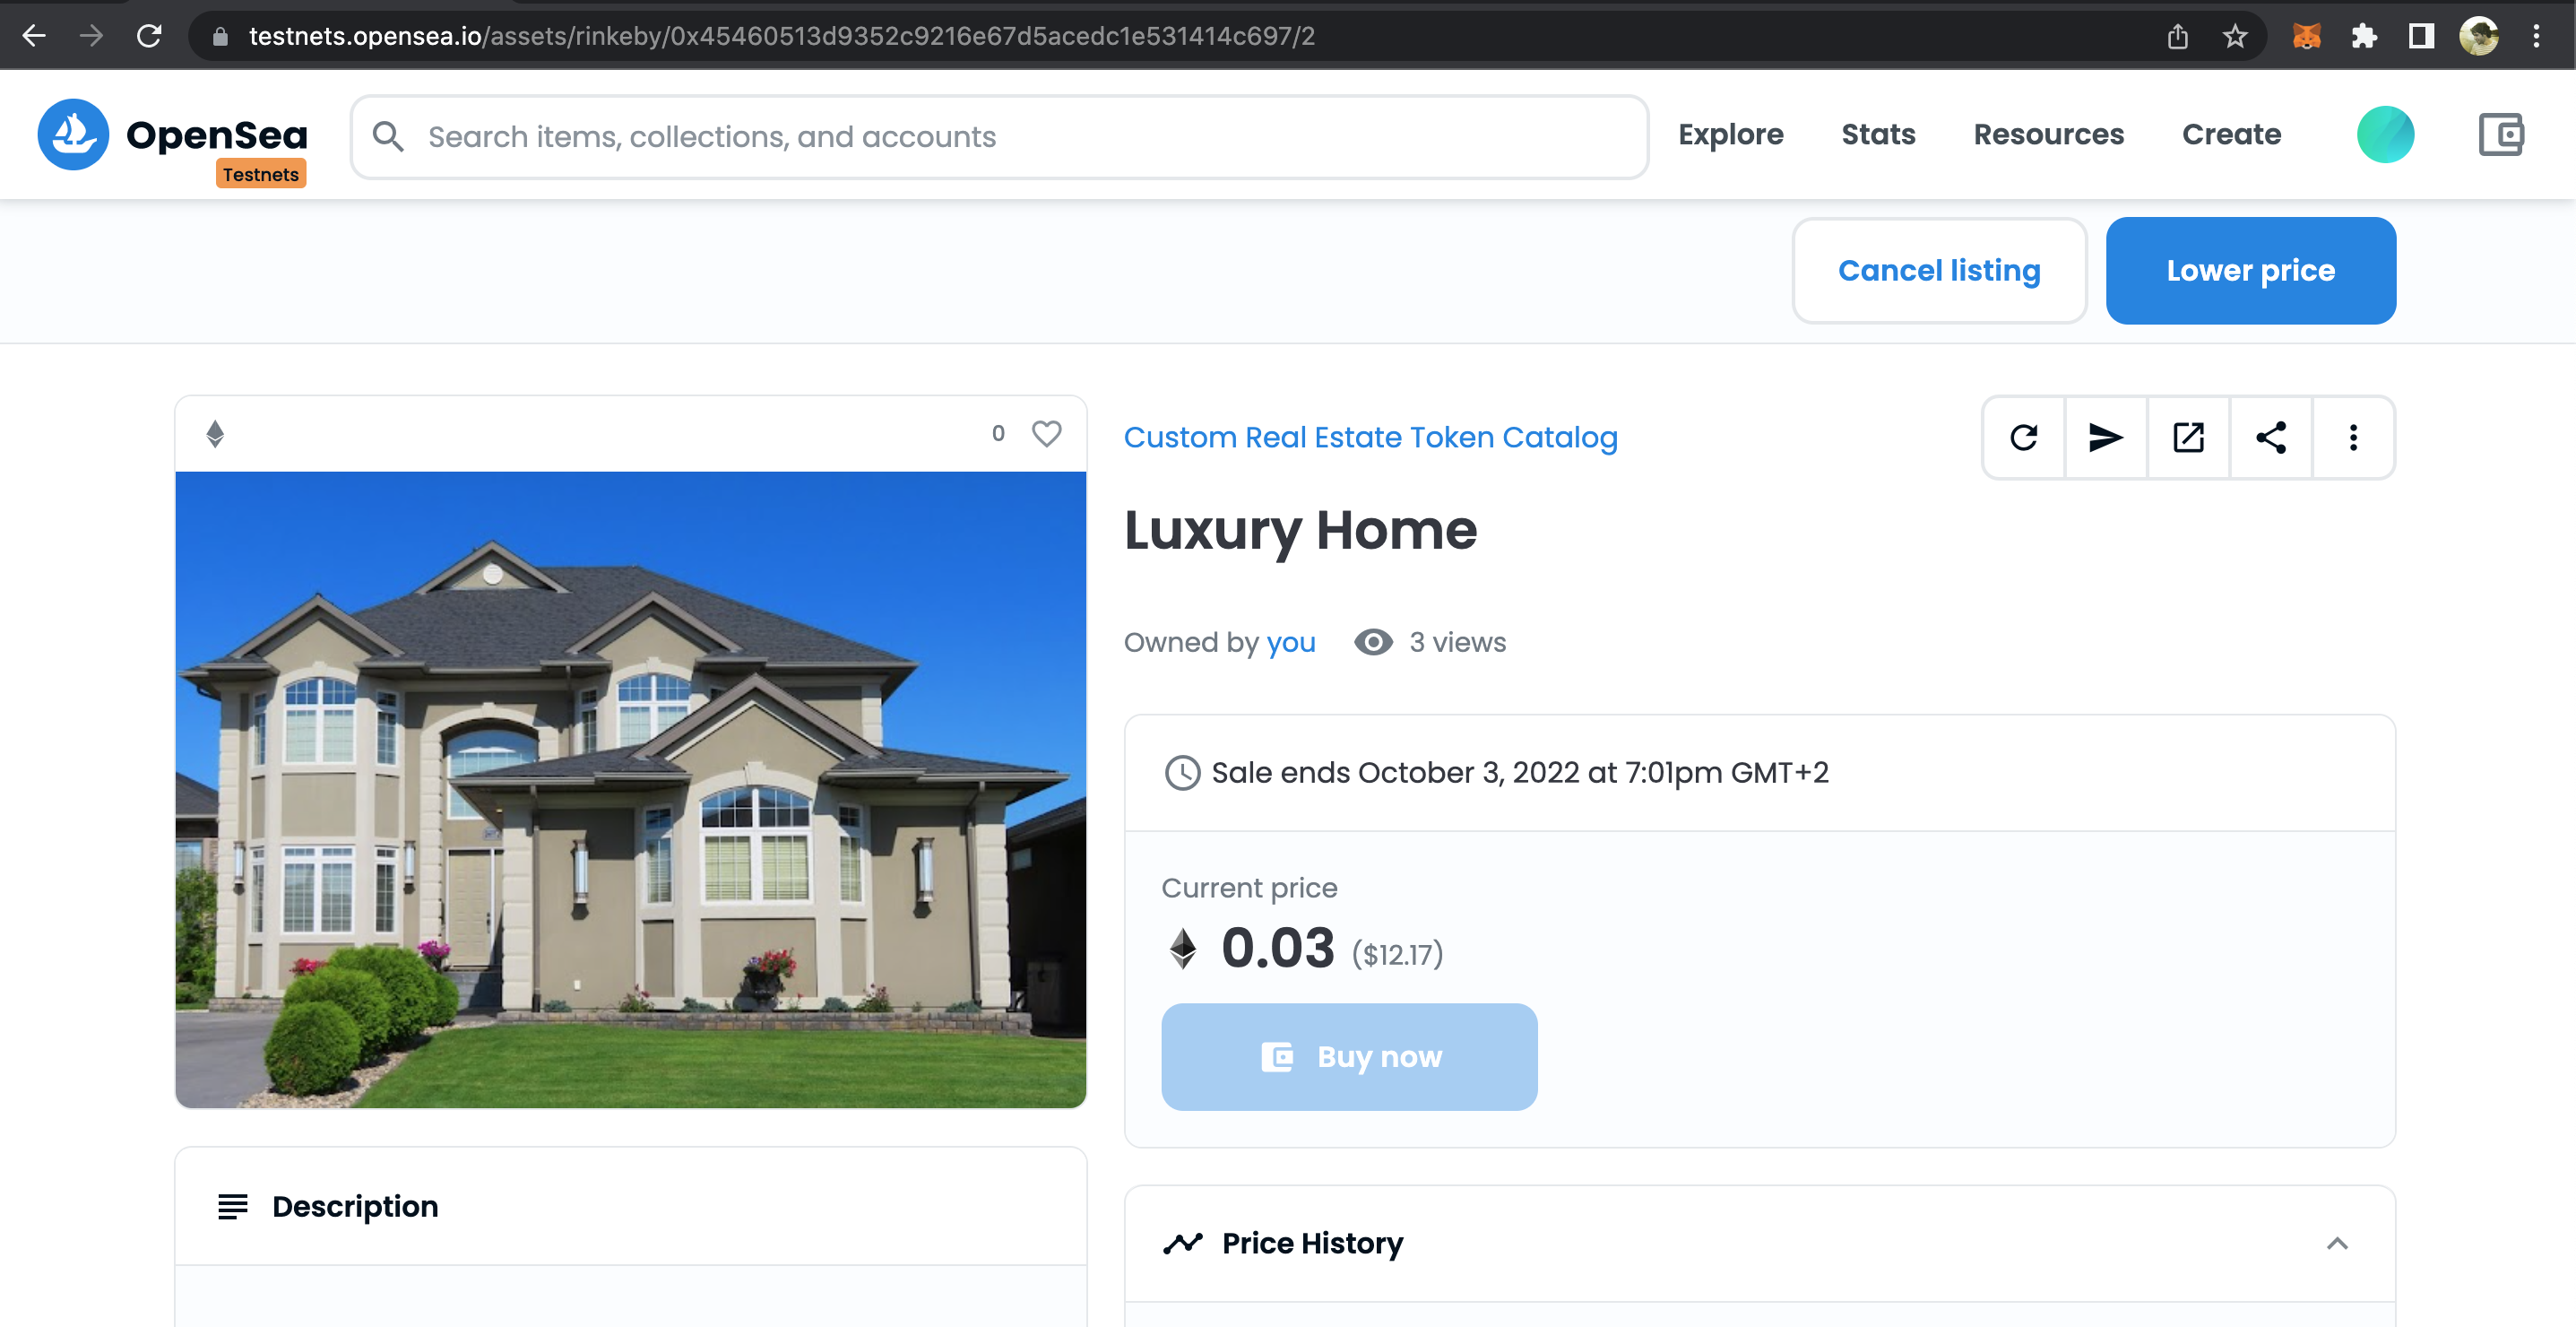 testnets.opensea.io/assets/rinkeby/0x45460513d9352c9216e67d5acedc1e531414c697/2
OpenSea
Testnets
Search items, collections, and accounts
Explore
Stats
Resources
Create
Cancel listing
Lower price
0
Custom Real Estate Token Catalog
Luxury Home
Owned by you
3 views
Sale ends October 3, 2022 at 7:01pm GMT+2
Current price
0.03 ($12.17)
Buy now
Description
Price History